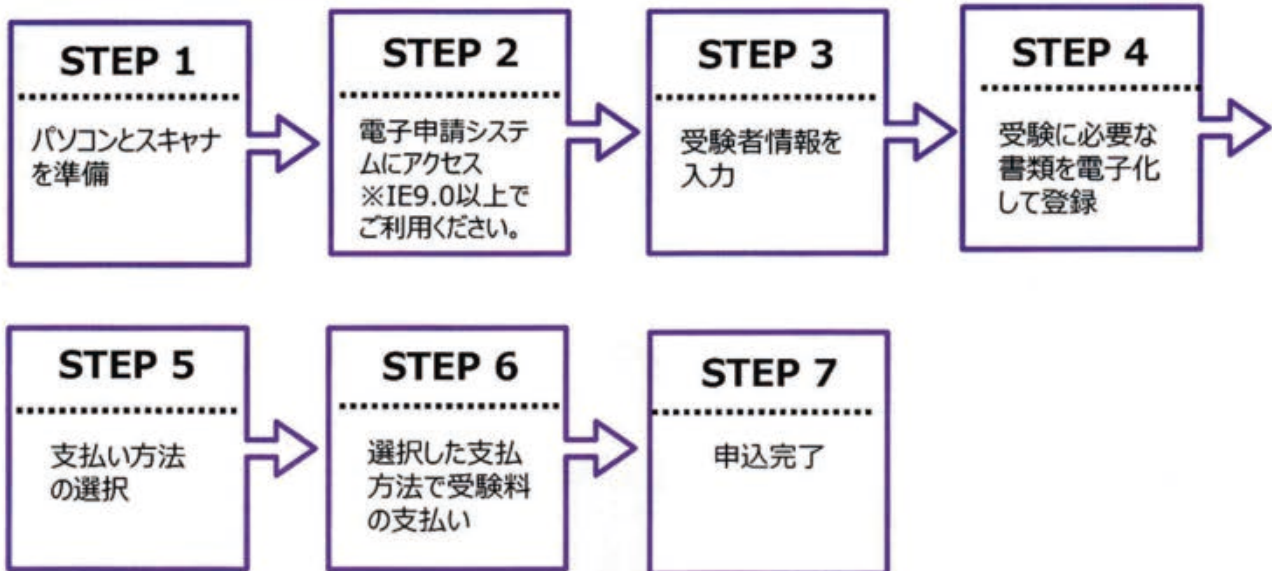 STEP 1
パソコンとスキャナ
を準備
STEP 2
電子申請システ
ムにアクセス
※IE9.0以上で
ご利用ください。
STEP 3
受験者情報を
入力
STEP 4
受験に必要な
書類を電子化
して登録
STEP 5
支払い方法
の選択
STEP 6
選択した支払
方法で受験料
の支払い
STEP 7
申込完了